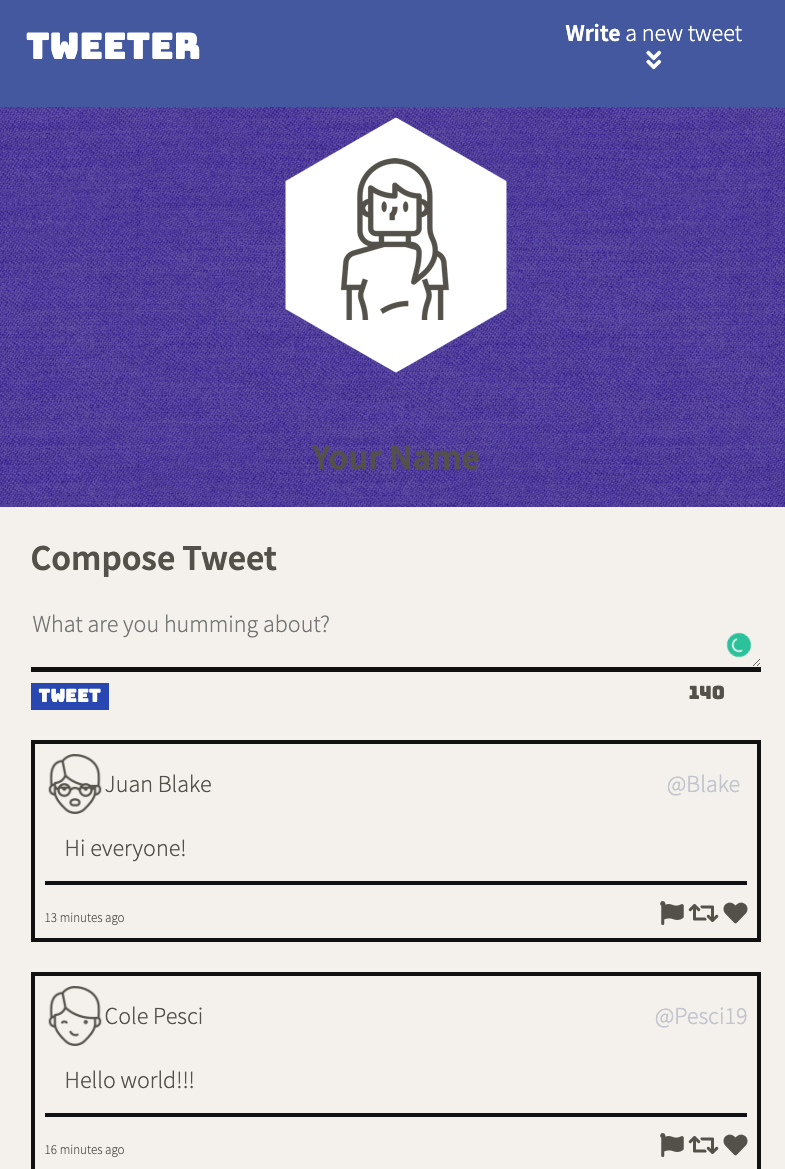 TWEETER
Write a new tweet
Your Name
Compose Tweet
What are you humming about?
TWEET
140
Juan Blake
@Blake
Hi everyone!
13 minutes ago
Cole Pesci
@Pesci19
Hello world!!!
16 minutes ago